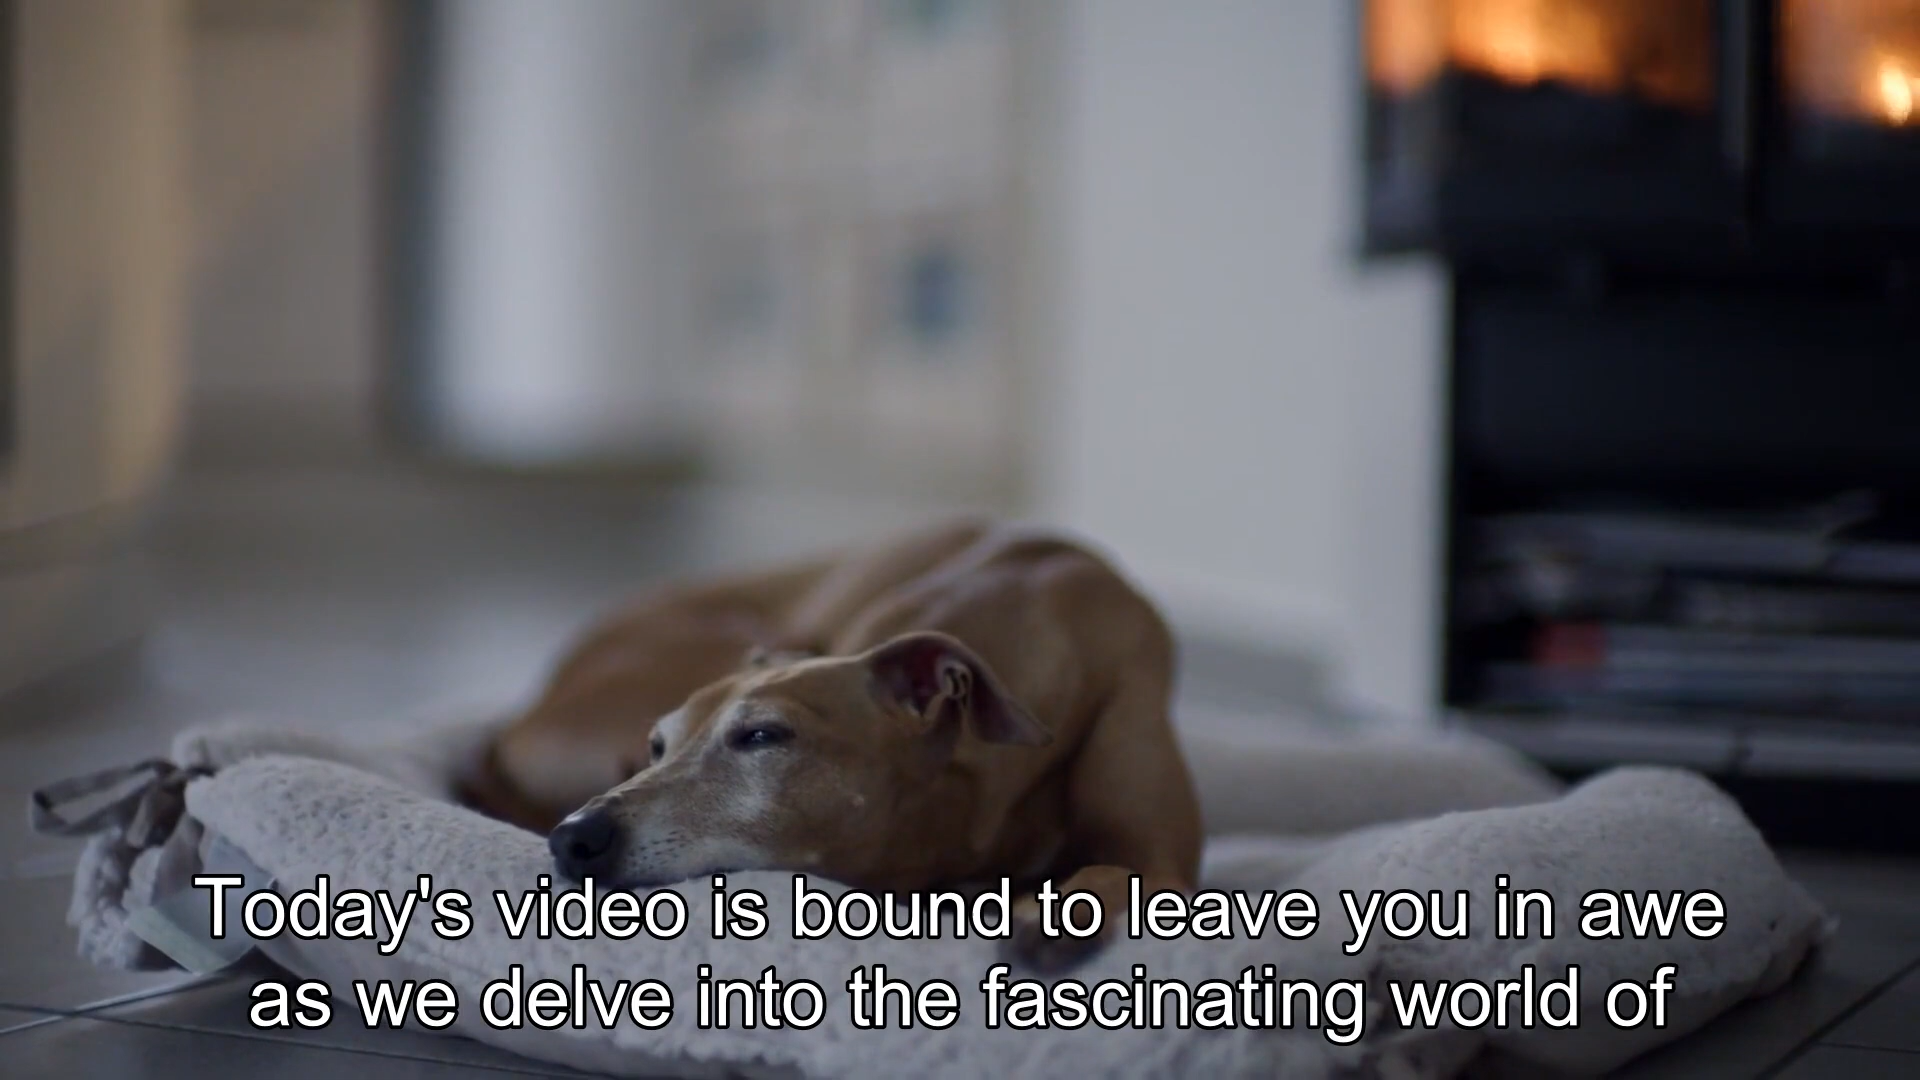 Today's video is bound to leave you in awe
as we delve into the fascinating world of